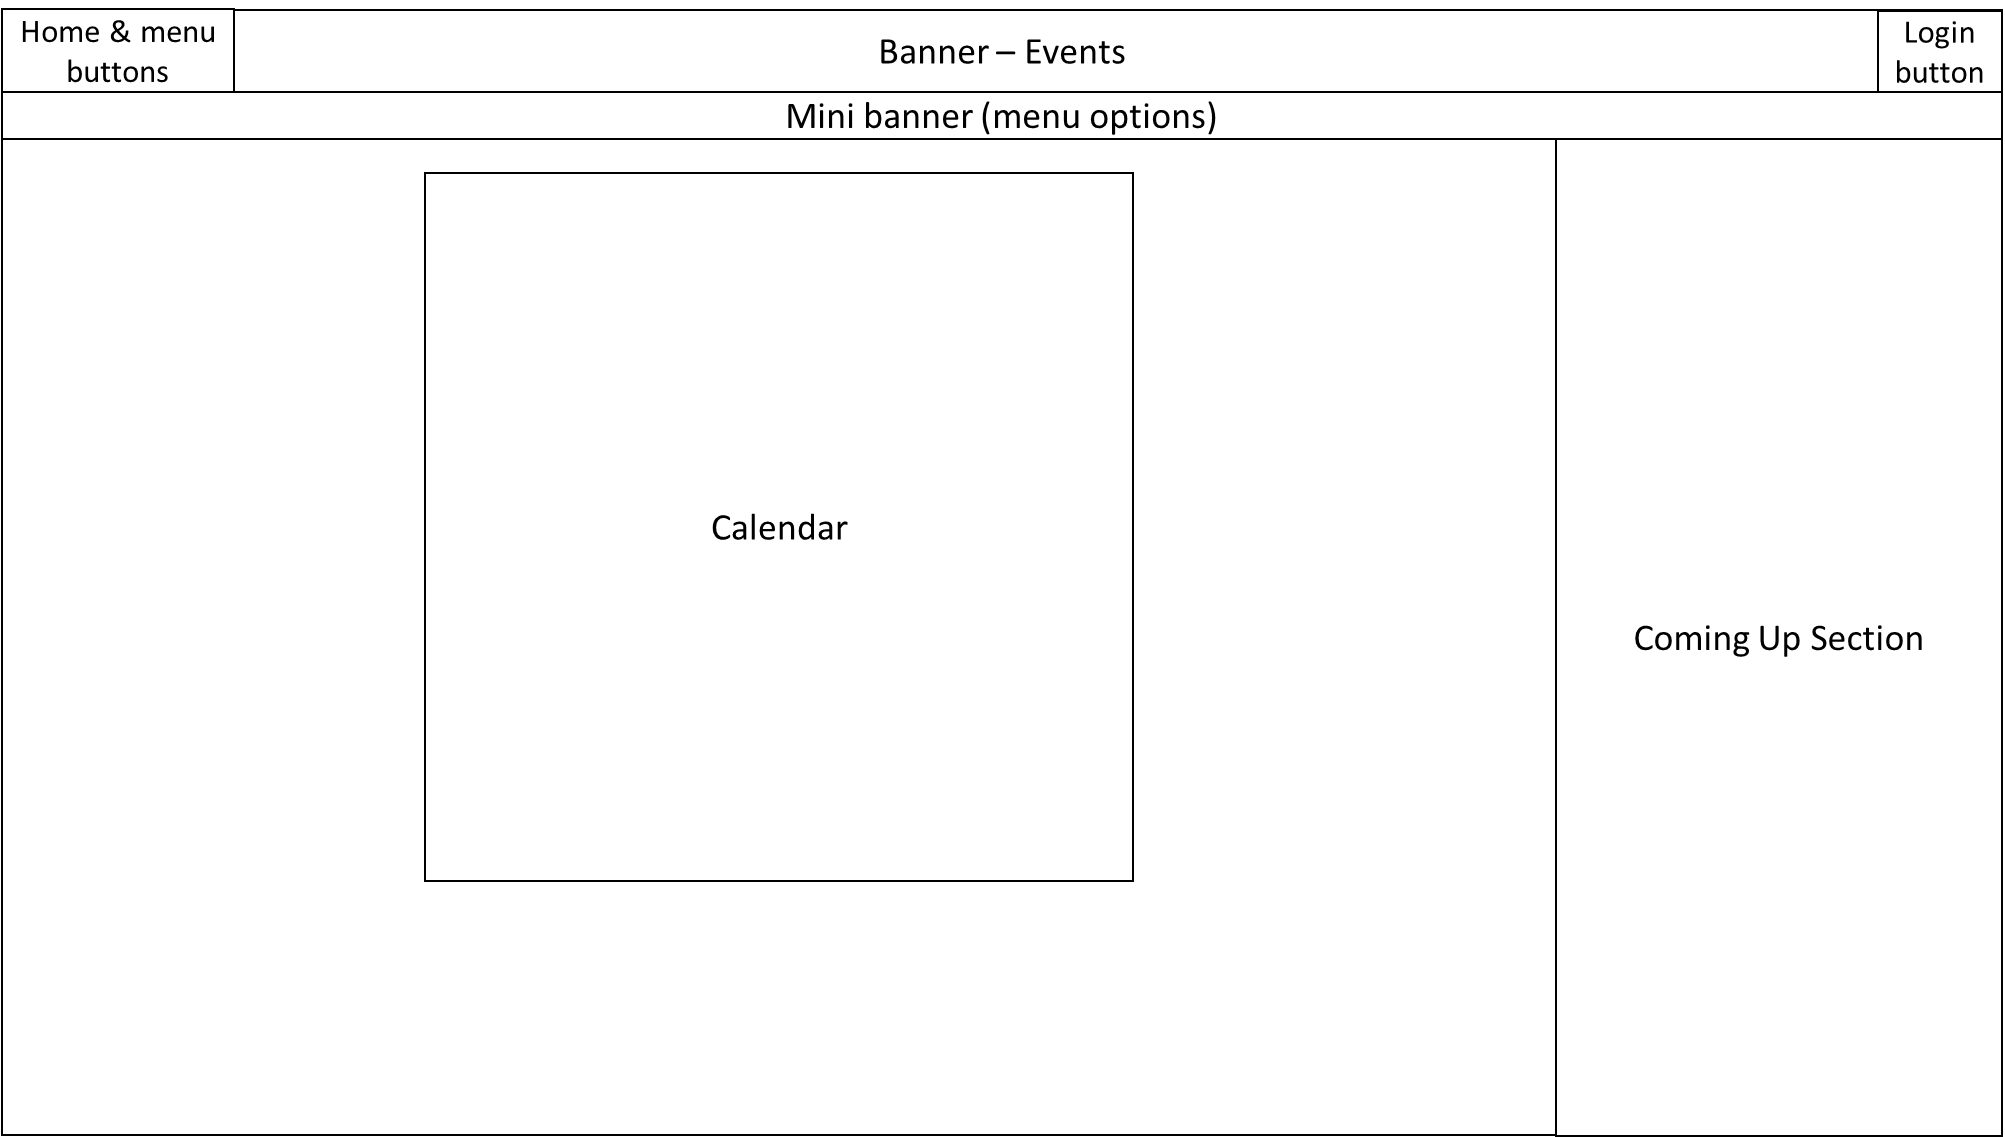 Home & menu
buttons
Banner – Events
Login
button
Mini banner (menu options)
Calendar
Coming Up Section